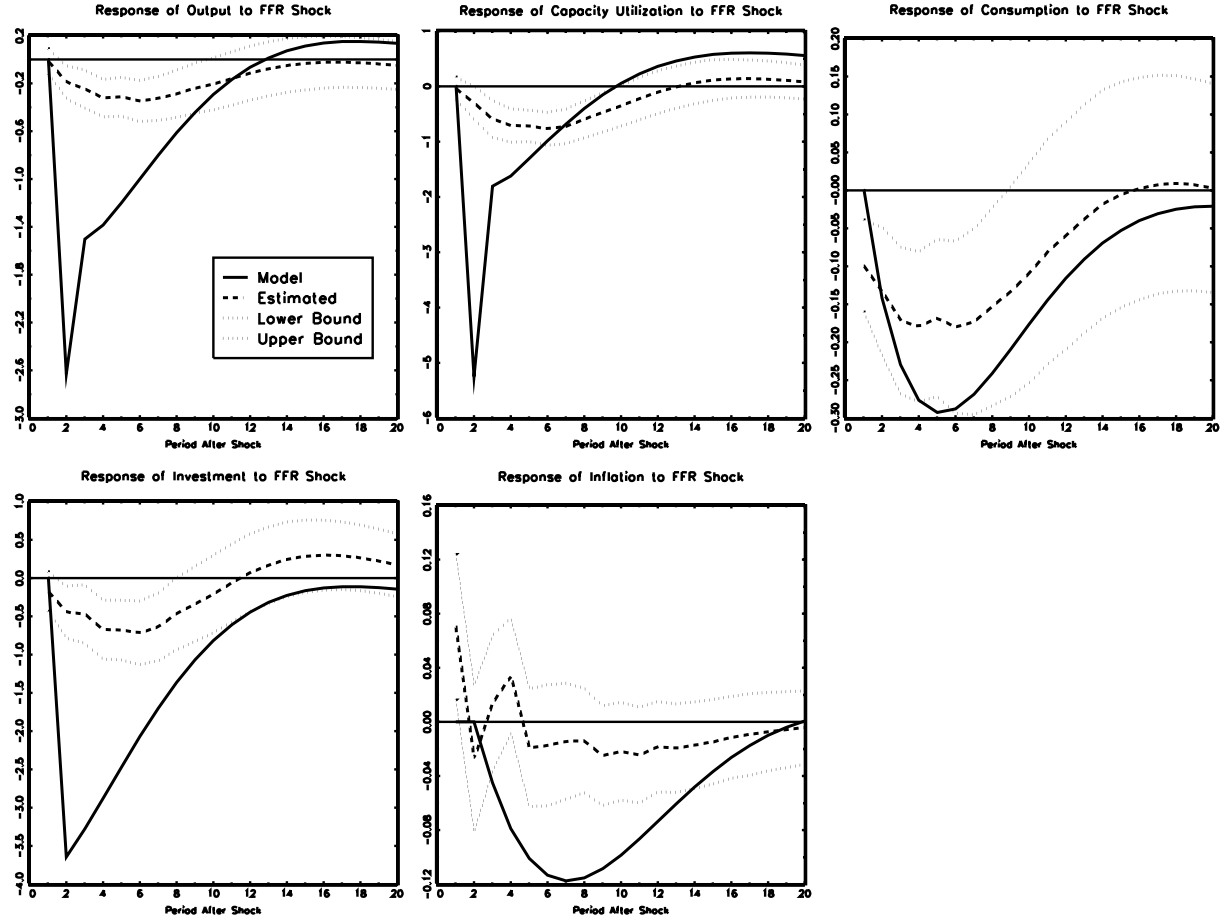 Response of Output to FFR Shock
0.2
-0.2
-0.6
-1.0
-1.4
-1.8
-2.2
-2.6
-3.0
Model
Estimated
Lower Bound
Upper Bound
0 2 4 6 8 10 12 14 16 18 20
Period After Shock
Response of Capacity Utilization to FFR Shock
1
0
-1
-2
-3
-4
-5
-6
0 2 4 6 8 10 12 14 16 18 20
Period After Shock
Response of Consumption to FFR Shock
0.20
0.15
0.10
0.05
-0.00
-0.05
-0.10
-0.15
-0.20
-0.25
-0.30
0 2 4 6 8 10 12 14 16 18 20
Period After Shock
Response of Investment to FFR Shock
1.0
0.5
0.0
-0.5
-1.0
-1.5
-2.0
-2.5
-3.0
-3.5
-4.0
0 2 4 6 8 10 12 14 16 18 20
Period After Shock
Response of Inflation to FFR Shock
0.16
0.12
0.08
0.04
0.00
-0.04
-0.08
-0.12
0 2 4 6 8 10 12 14 16 18 20
Period After Shock